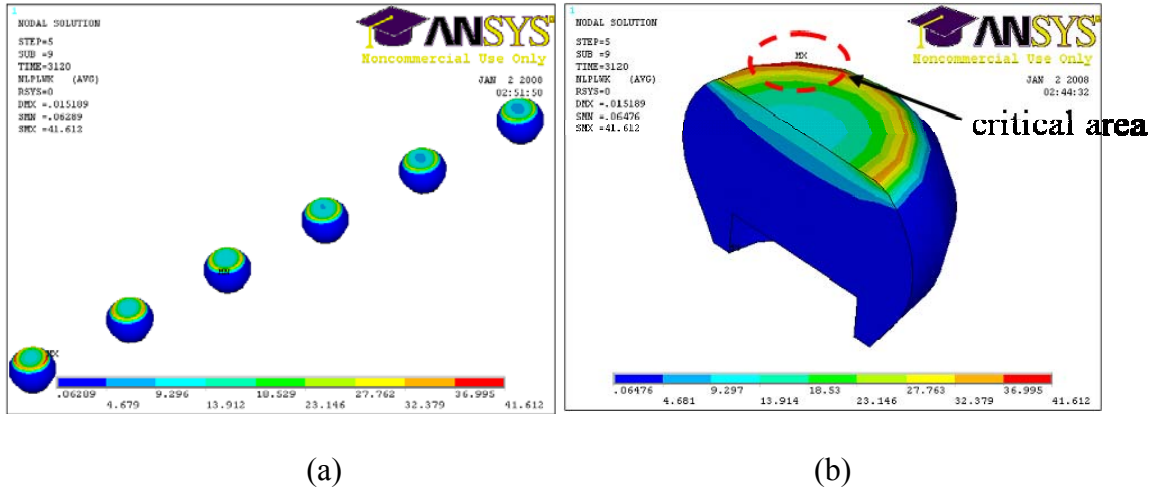 1
NODAL SOLUTION
STEP=5
SUB =9
TIME=3120
NLPLWK (AVG)
RSYS=0
DMX =.015189
SMN =.06289
SMX =41.612
ANSYS
Noncommercial Use Only
JAN 2 2008
02:51:50
MX
.06289 9.296 18.529 27.762 36.995
4.679 13.912 23.146 32.379 41.612
(a)
1
NODAL SOLUTION
STEP=5
SUB =9
TIME=3120
NLPLWK (AVG)
RSYS=0
DMX =.015189
SMN =.06476
SMX =41.612
ANSYS
Noncommercial Use Only
JAN 2 2008
02:44:32
MX
critical area
.06476 9.297 18.53 27.763 36.995
4.681 13.914 23.146 32.379 41.612
(b)